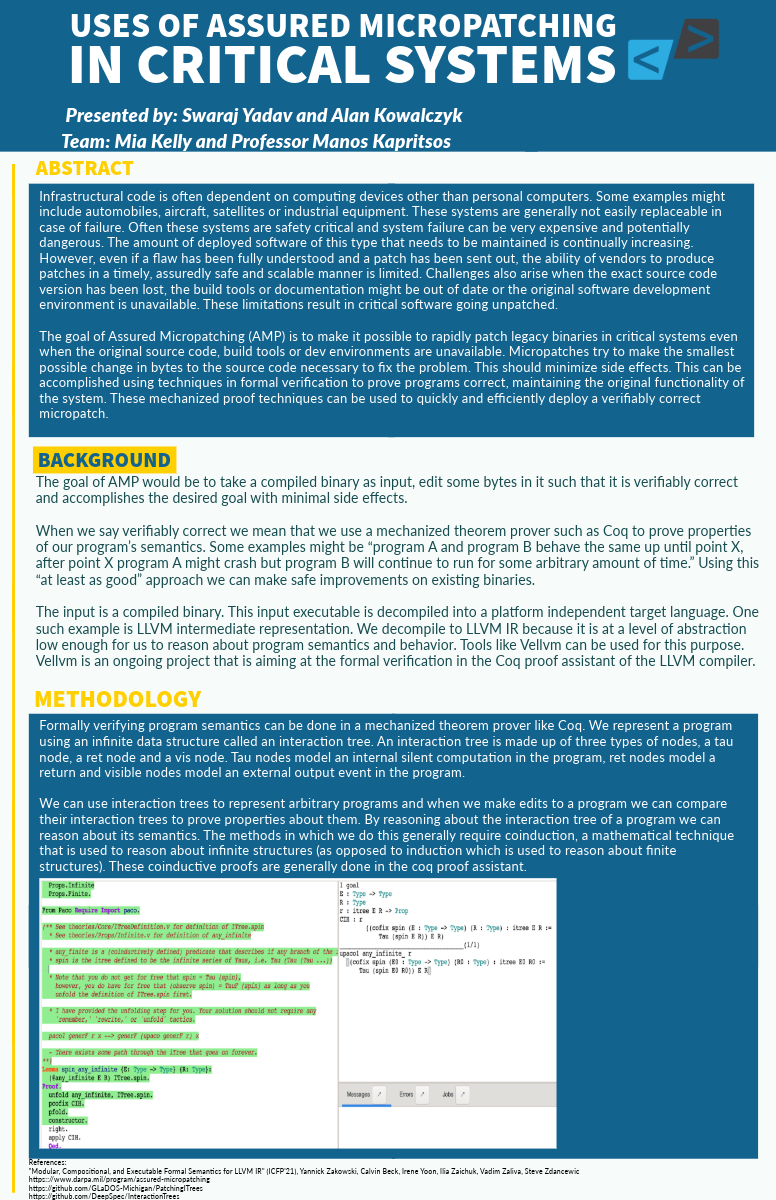 USES OF ASSURED MICROPATCHING
IN CRITICAL SYSTEMS
< / >
Presented by: Swaraj Yadav and Alan Kowalczyk
Team: Mia Kelly and Professor Manos Kapritsos
ABSTRACT
Infrastructural code is often dependent on computing devices other than personal computers. Some examples might
include automobiles, aircraft, satellites or industrial equipment. These systems are generally not easily replaceable in
case of failure. Often these systems are safety critical and system failure can be very expensive and potentially
dangerous. The amount of deployed software of this type that needs to be maintained is continually increasing.
However, even if a flaw has been fully understood and a patch has been sent out, the ability of vendors to produce
patches in a timely, assuredly safe and scalable manner is limited. Challenges also arise when the exact source code
version has been lost, the build tools or documentation might be out of date or the original software development
environment is unavailable. These limitations result in critical software going unpatched.
The goal of Assured Micropatching (AMP) is to make it possible to rapidly patch legacy binaries in critical systems even
when the original source code, build tools or dev environments are unavailable. Micropatches try to make the smallest
possible change in bytes to the source code necessary to fix the problem. This should minimize side effects. This can be
accomplished using techniques in formal verification to prove programs correct, maintaining the original functionality of
the system. These mechanized proof techniques can be used to quickly and efficiently deploy a verifiably correct
micropatch.
BACKGROUND
The goal of AMP would be to take a compiled binary as input, edit some bytes in it such that it is verifiably correct
and accomplishes the desired goal with minimal side effects.
When we say verifiably correct we mean that we use a mechanized theorem prover such as Coq to prove properties
of our program's semantics. Some examples might be “program A and program B behave the same up until point X,
after point X program A might crash but program B will continue to run for some arbitrary amount of time.” Using this
“at least as good” approach we can make safe improvements on existing binaries.
The input is a compiled binary. This input executable is decompiled into a platform independent target language. One
such example is LLVM intermediate representation. We decompile to LLVM IR because it is at a level of abstraction
low enough for us to reason about program semantics and behavior. Tools like Vellvm can be used for this purpose.
Vellvm is an ongoing project that is aiming at the formal verification in the Coq proof assistant of the LLVM compiler.
METHODOLOGY
Formally verifying program semantics can be done in a mechanized theorem prover like Coq. We represent a program
using an infinite data structure called an interaction tree. An interaction tree is made up of three types of nodes, a tau
node, a ret node and a vis node. Tau nodes model an internal silent computation in the program, ret nodes model a
return and visible nodes model an external output event in the program.
We can use interaction trees to represent arbitrary programs and when we make edits to a program we can compare
their interaction trees to prove properties about them. By reasoning about the interaction tree of a program we can
reason about its semantics. The methods in which we do this generally require coinduction, a mathematical technique
that is used to reason about infinite structures (as opposed to induction which is used to reason about finite
structures). These coinductive proofs are generally done in the coq proof assistant.
Props.Infinite
Props.Finite.
From Paco Require Import paco.
(** See theories/Core/ITreeDefinition.v for definition of ITree.spin
* See theories/Props/Infinite.v for definition of any_infinite
* any_finite is a (coinductively defined) predicate that describes if any branch of the
* spin is the itree defined to be the infinite series of Taus, i.e. Tau (Tau (Tau ...))
* Note that you do not get for free that spin = Tau (spin),
however, you do have for free that (observe spin) = TauF (spin) as long as you
unfold the definition of ITree.spin first.
* I have provided the unfolding step for you. Your solution should not require any
`remember,` `rewrite,` or `unfold` tactics.
pacol generF r x --> generF (upaco generF r) x
- There exists some path through the iTree that goes on forever.
**)
Lemma spin_any_infinite {E: Type -> Type} {R: Type}:
(@any_infinite E R) ITree.spin.
Proof.
unfold any_infinite, ITree.spin.
pcofix CIH.
pfold.
constructor.
right.
apply CIH.
Qed.
1 goal
E : Type -> Type
R : Type
r : itree E R -> Prop
CIH : r
((cofix spin (E : Type -> Type) (R : Type) : itree E R :=
Tau (spin E R)) E R)
(1/1)
upacol any_infinite_ r
((cofix spin (E0 : Type -> Type) (R0 : Type) : itree E0 R0 :=
Tau (spin E0 R0)) E R)
Messages Errors Jobs
References:
"Modular, Compositional, and Executable Formal Semantics for LLVM IR" (ICFP'21), Yannick Zakowski, Calvin Beck, Irene Yoon, Ilia Zaichuk, Vadim Zaliva, Steve Zdancewic
https:://www.darpa.mil/program/assured-micropatching
https://github.com/GLaDOS-Michigan/PatchingITrees
https://github.com/DeepSpec/InteractionTrees